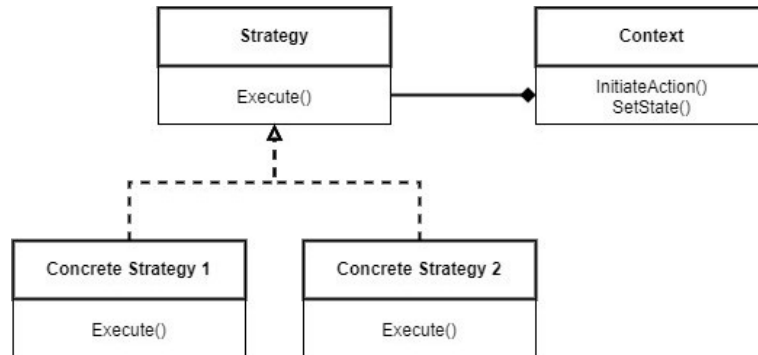 Strategy
Context
Execute()
InitiateAction()
SetState()
Concrete Strategy 1
Concrete Strategy 2
Execute()
Execute()